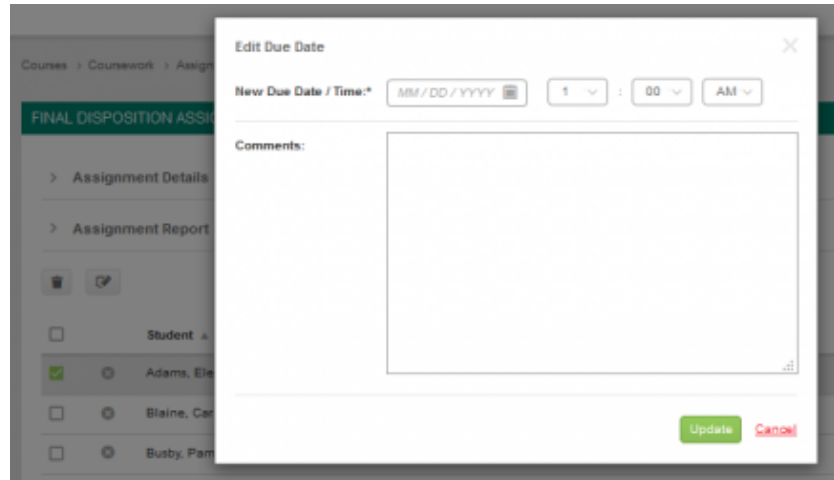 Edit Due Date
Courses > Coursework > Assign
New Due Date / Time:* MM / DD / YYYY 1 : 00 AM
FINAL DISPOSITION ASSI
Comments:
> Assignment Details
> Assignment Report
Student
Adams, Ele
Blaine, Car
Busby, Pam
Update Cancel